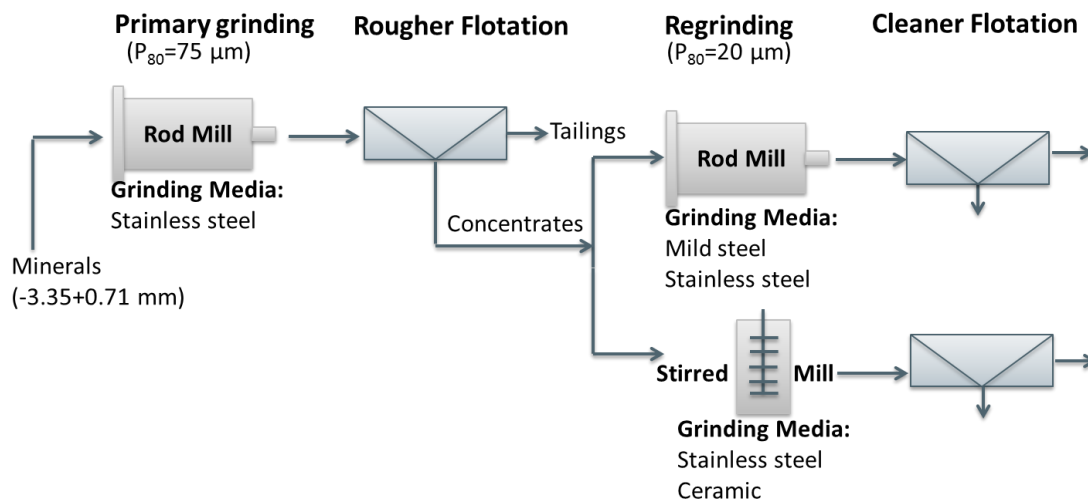 Primary grinding
(P₈₀=75 µm)
Rougher Flotation
Regrinding
(P₈₀=20 µm)
Cleaner Flotation
Rod Mill
Grinding Media:
Stainless steel
Minerals
(-3.35+0.71 mm)
Tailings
Concentrates
Rod Mill
Grinding Media:
Mild steel
Stainless steel
Stirred Mill
Grinding Media:
Stainless steel
Ceramic